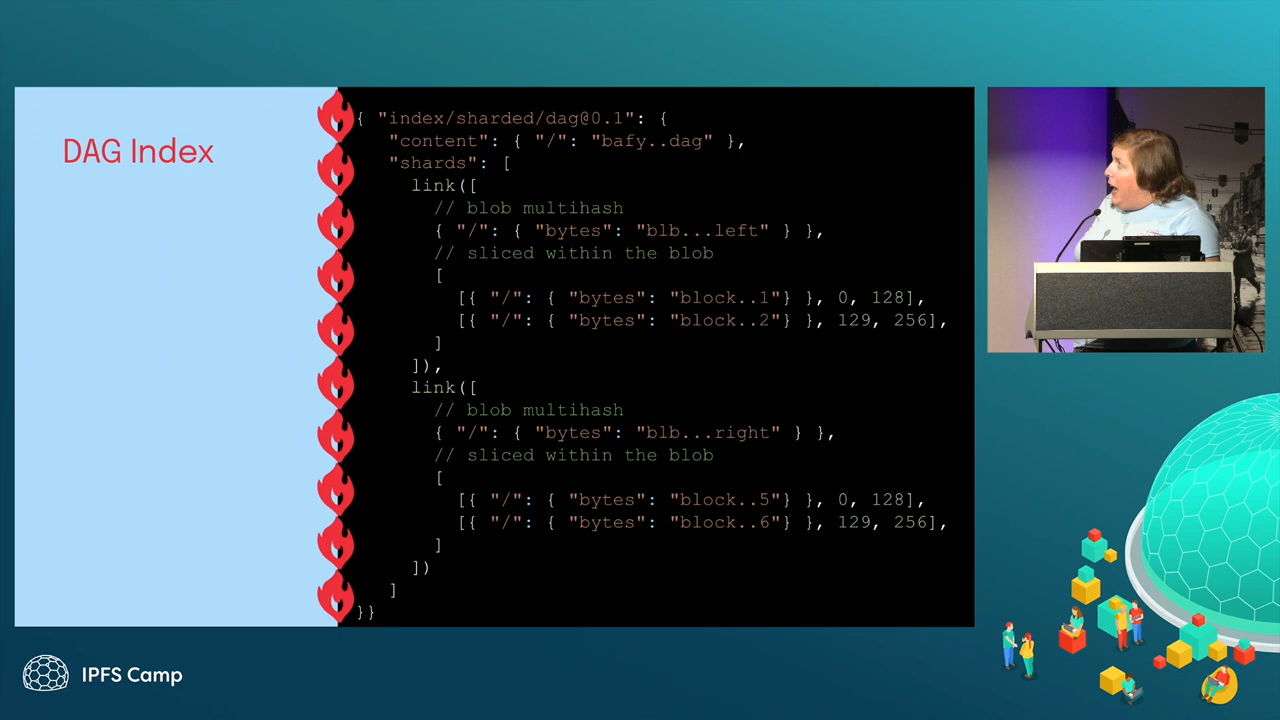 DAG Index
{ "index/sharded/dag@0.1": {
"content": { "/": "bafy..dag" },
"shards": [
link([
// blob multihash
{ "/": { "bytes": "blb...left" } },
// sliced within the blob
[
[{ "/": { "bytes": "block..1"} }, 0, 128],
[{ "/": { "bytes": "block..2"} }, 129, 256],
]
]),
link([
// blob multihash
{ "/": { "bytes": "blb...right" } },
// sliced within the blob
[
[{ "/": { "bytes": "block..5"} }, 0, 128],
[{ "/": { "bytes": "block..6"} }, 129, 256],
]
])
]
}}
IPFS Camp